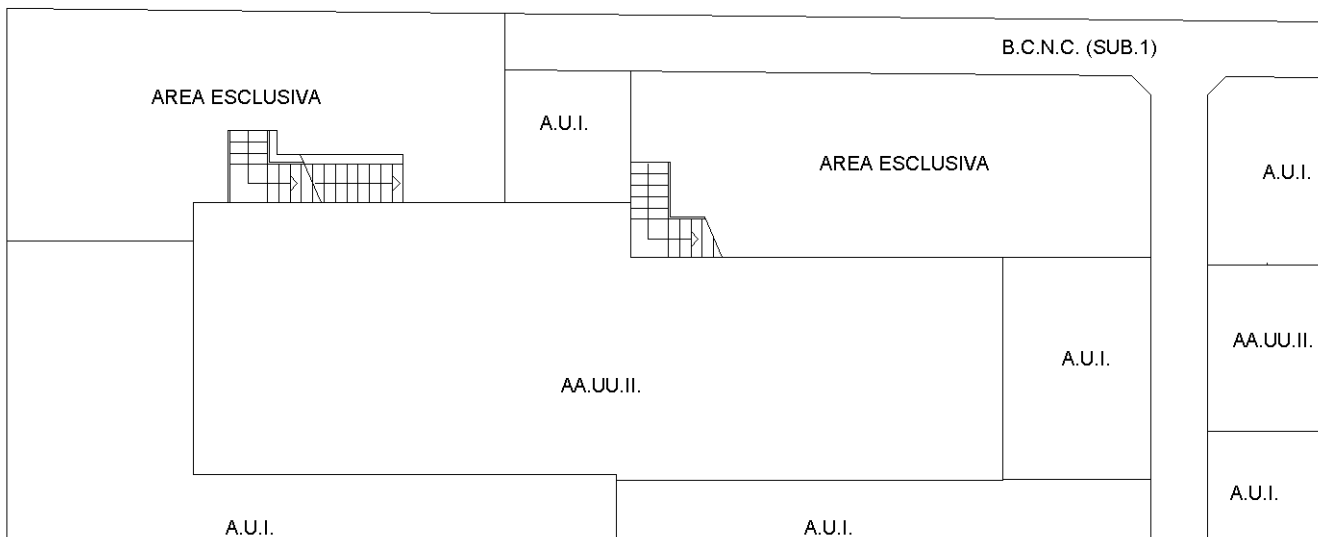 B.C.N.C. (SUB.1)
AREA ESCLUSIVA
A.U.I.
AREA ESCLUSIVA
A.U.I.
AA.UU.II.
A.U.I.
AA.UU.II.
A.U.I.
A.U.I.
A.U.I.